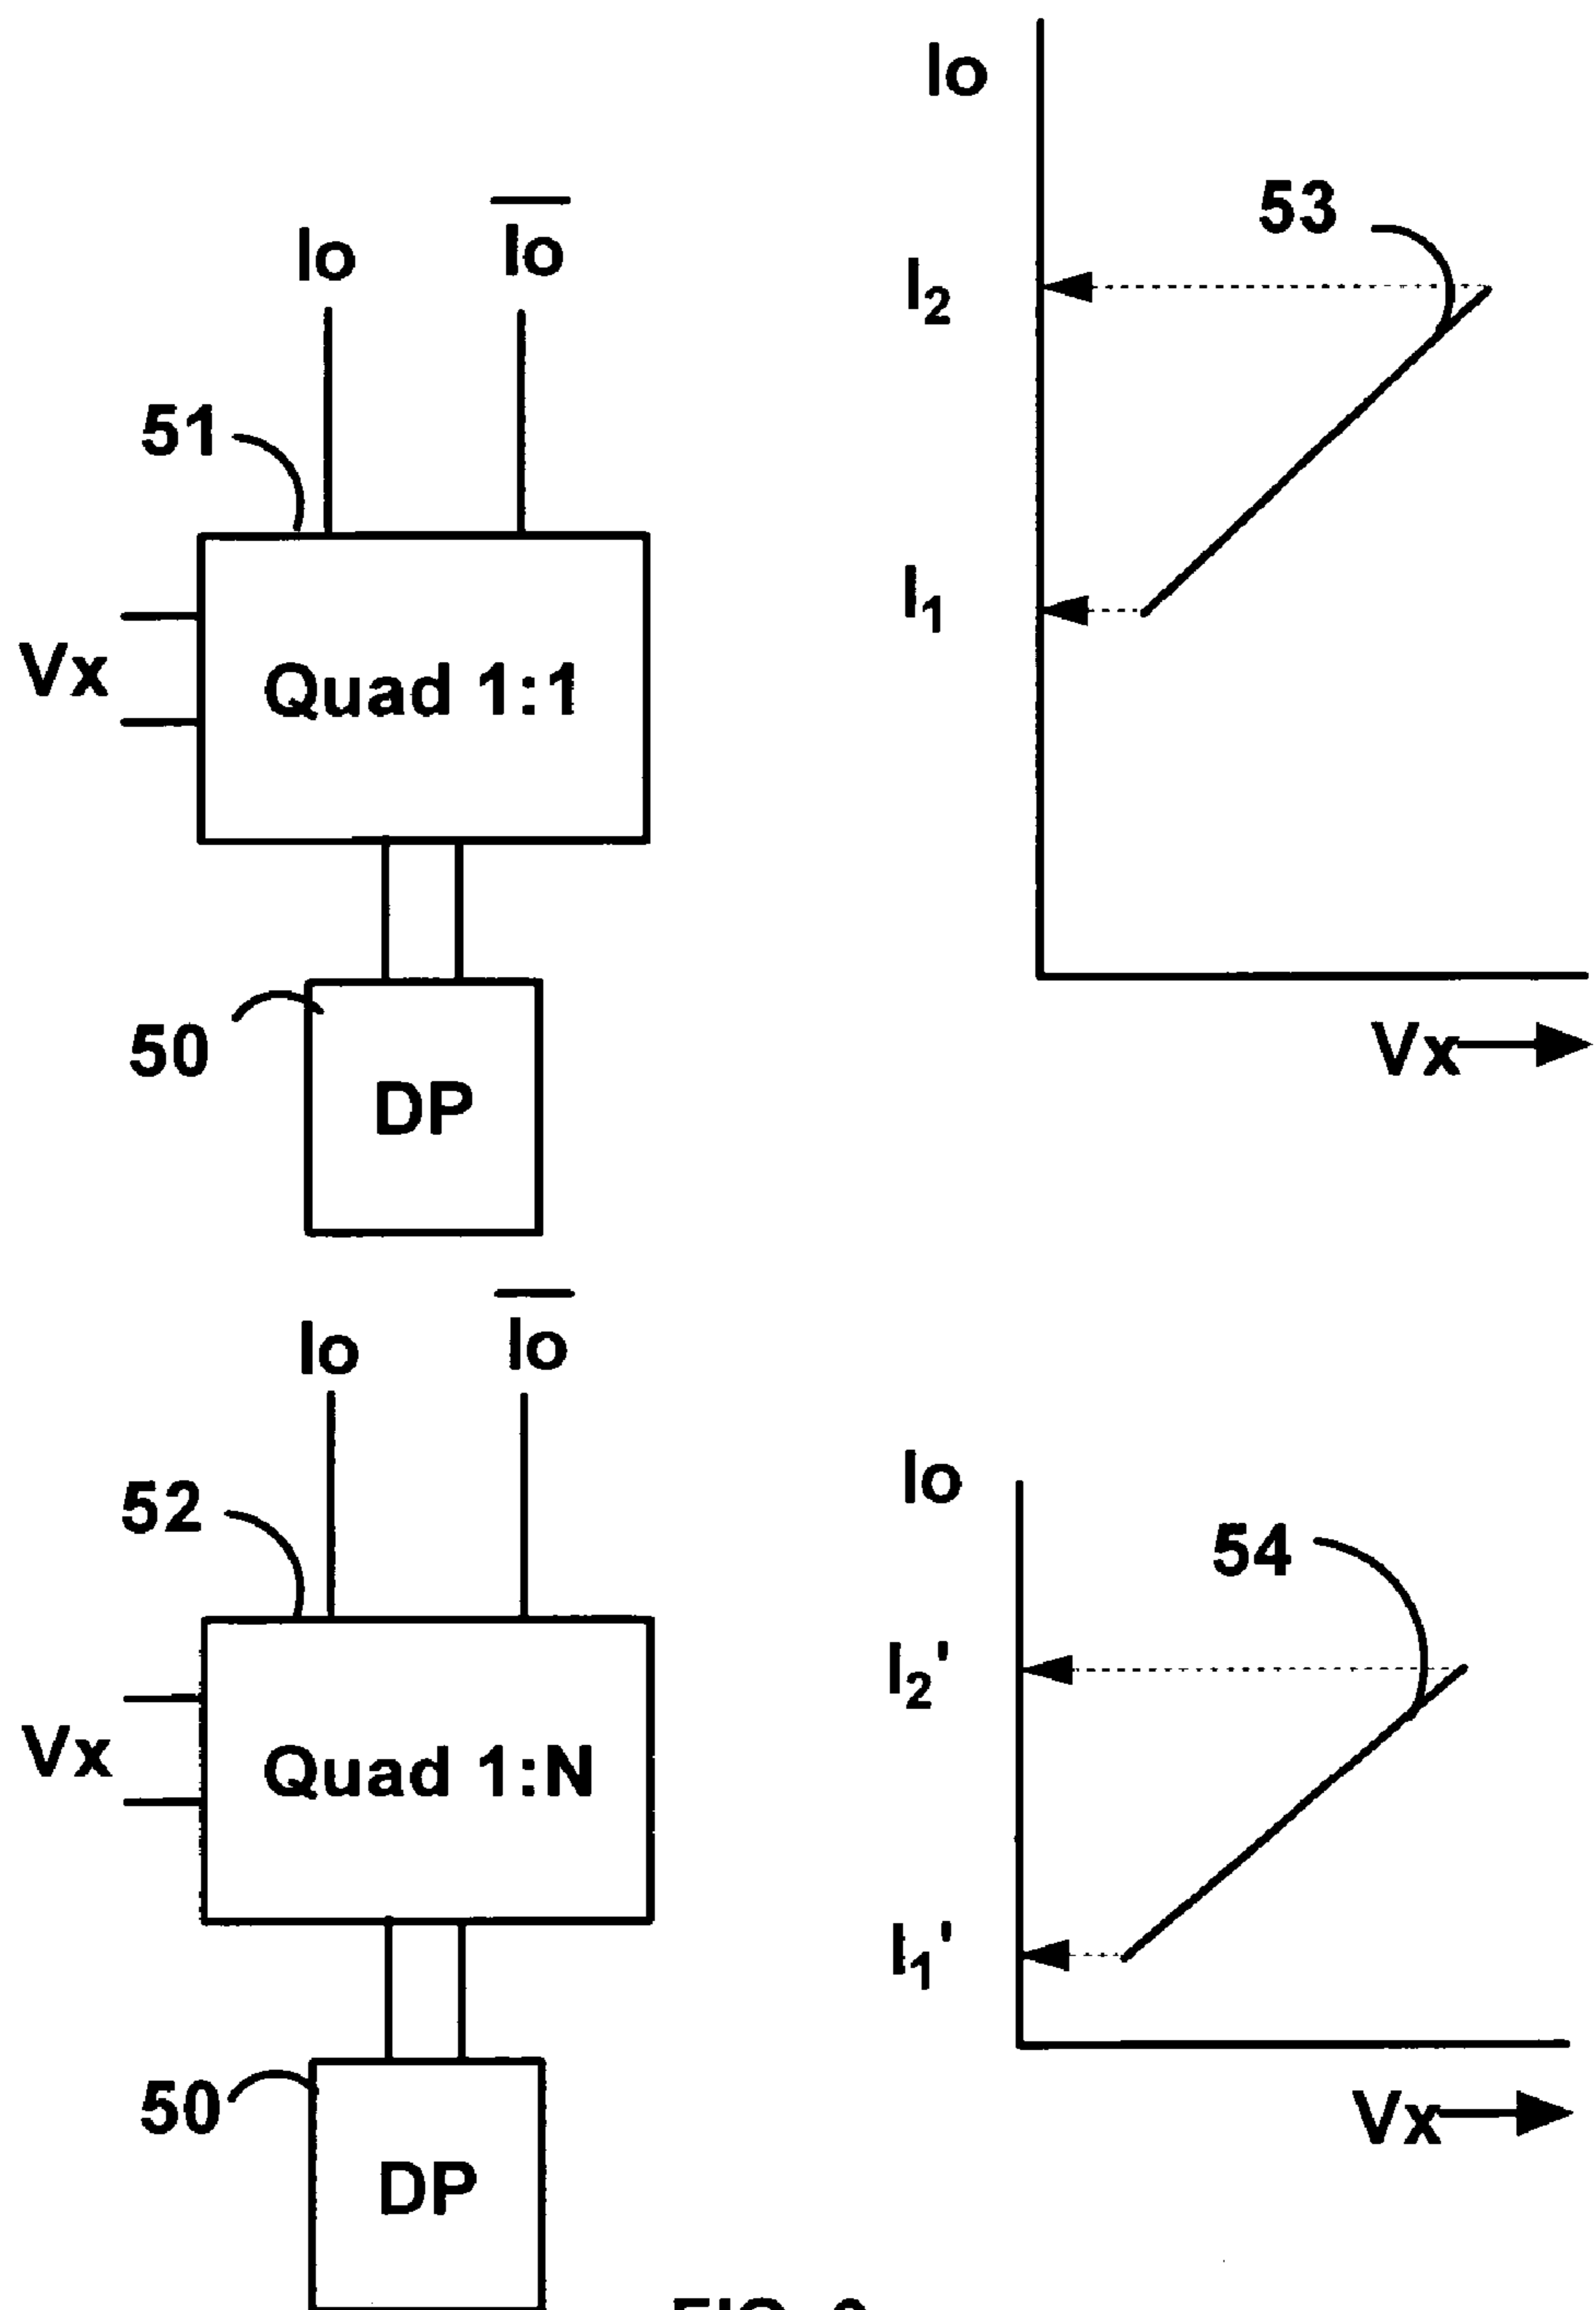 Io
Io
Io
53
I2
51
I1
Vx
Quad 1:1
50
DP
Vx
Io
Io
Io
52
54
I2'
Vx
Quad 1:N
I1'
50
Vx
DP